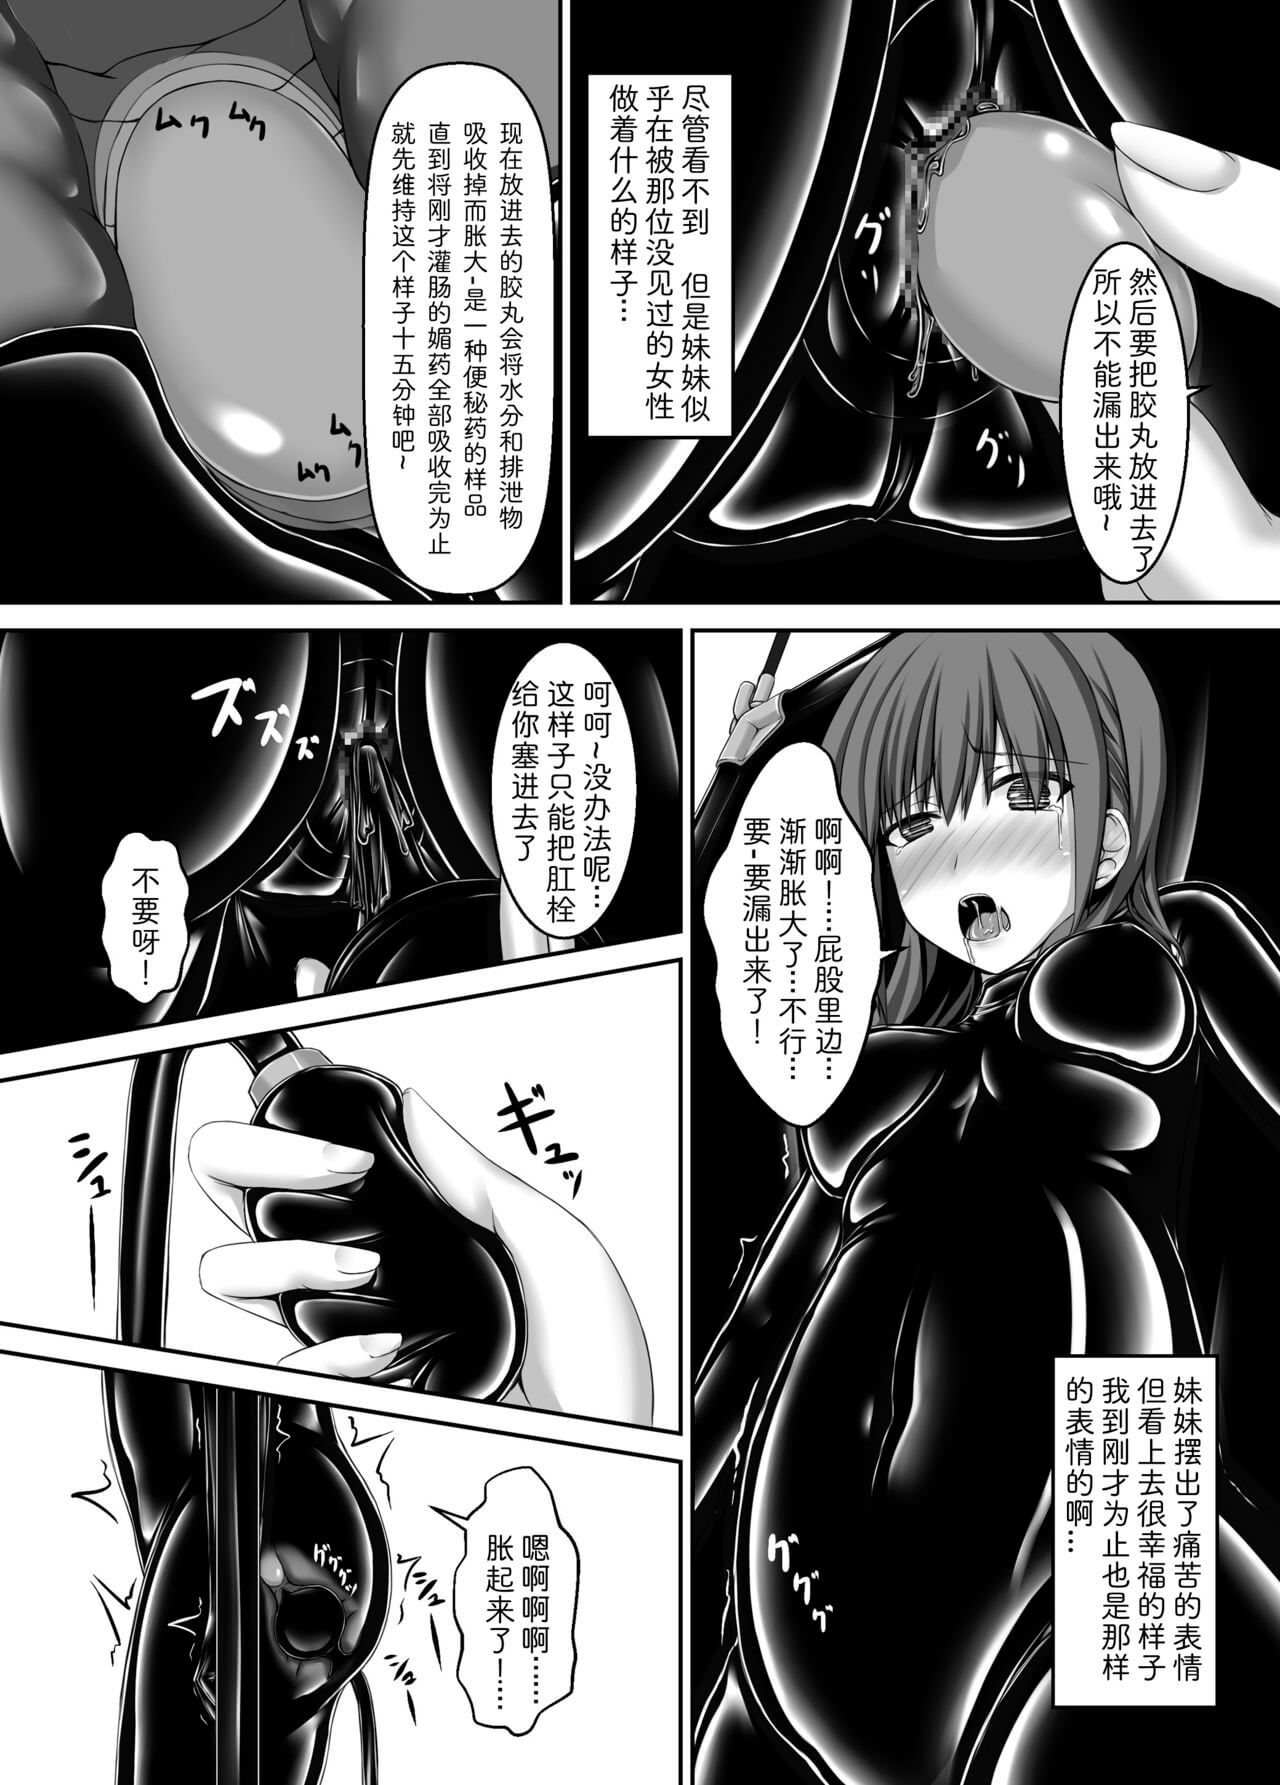 然后要把胶丸放进去了
所以不能漏出来哦~
グッ
グリ
尽管看不到 但是妹妹似
乎在被那位没见过的女性
做着什么的样子…
现在放进去的胶丸会将水分和排泄物
吸收掉而胀大-是一种便秘药的样品
直到将刚才灌肠的媚药全部吸收完为止
就先维持这个样子十五分钟吧~
ムク
ムク
ムク
ムク
啊啊!…屁股里边…
渐渐胀大了…不行…
要-要漏出来了!
ググ
妹妹摆出了痛苦的表情
但看上去很幸福的样子
我到刚才为止也是那样
的表情的啊…
呵呵~没办法呢…
这样子只能把肛栓
给你塞进去了
ズズズ
不要呀!
ギュッ
シュー
嗯啊啊啊……
胀起来了!……
ググググ